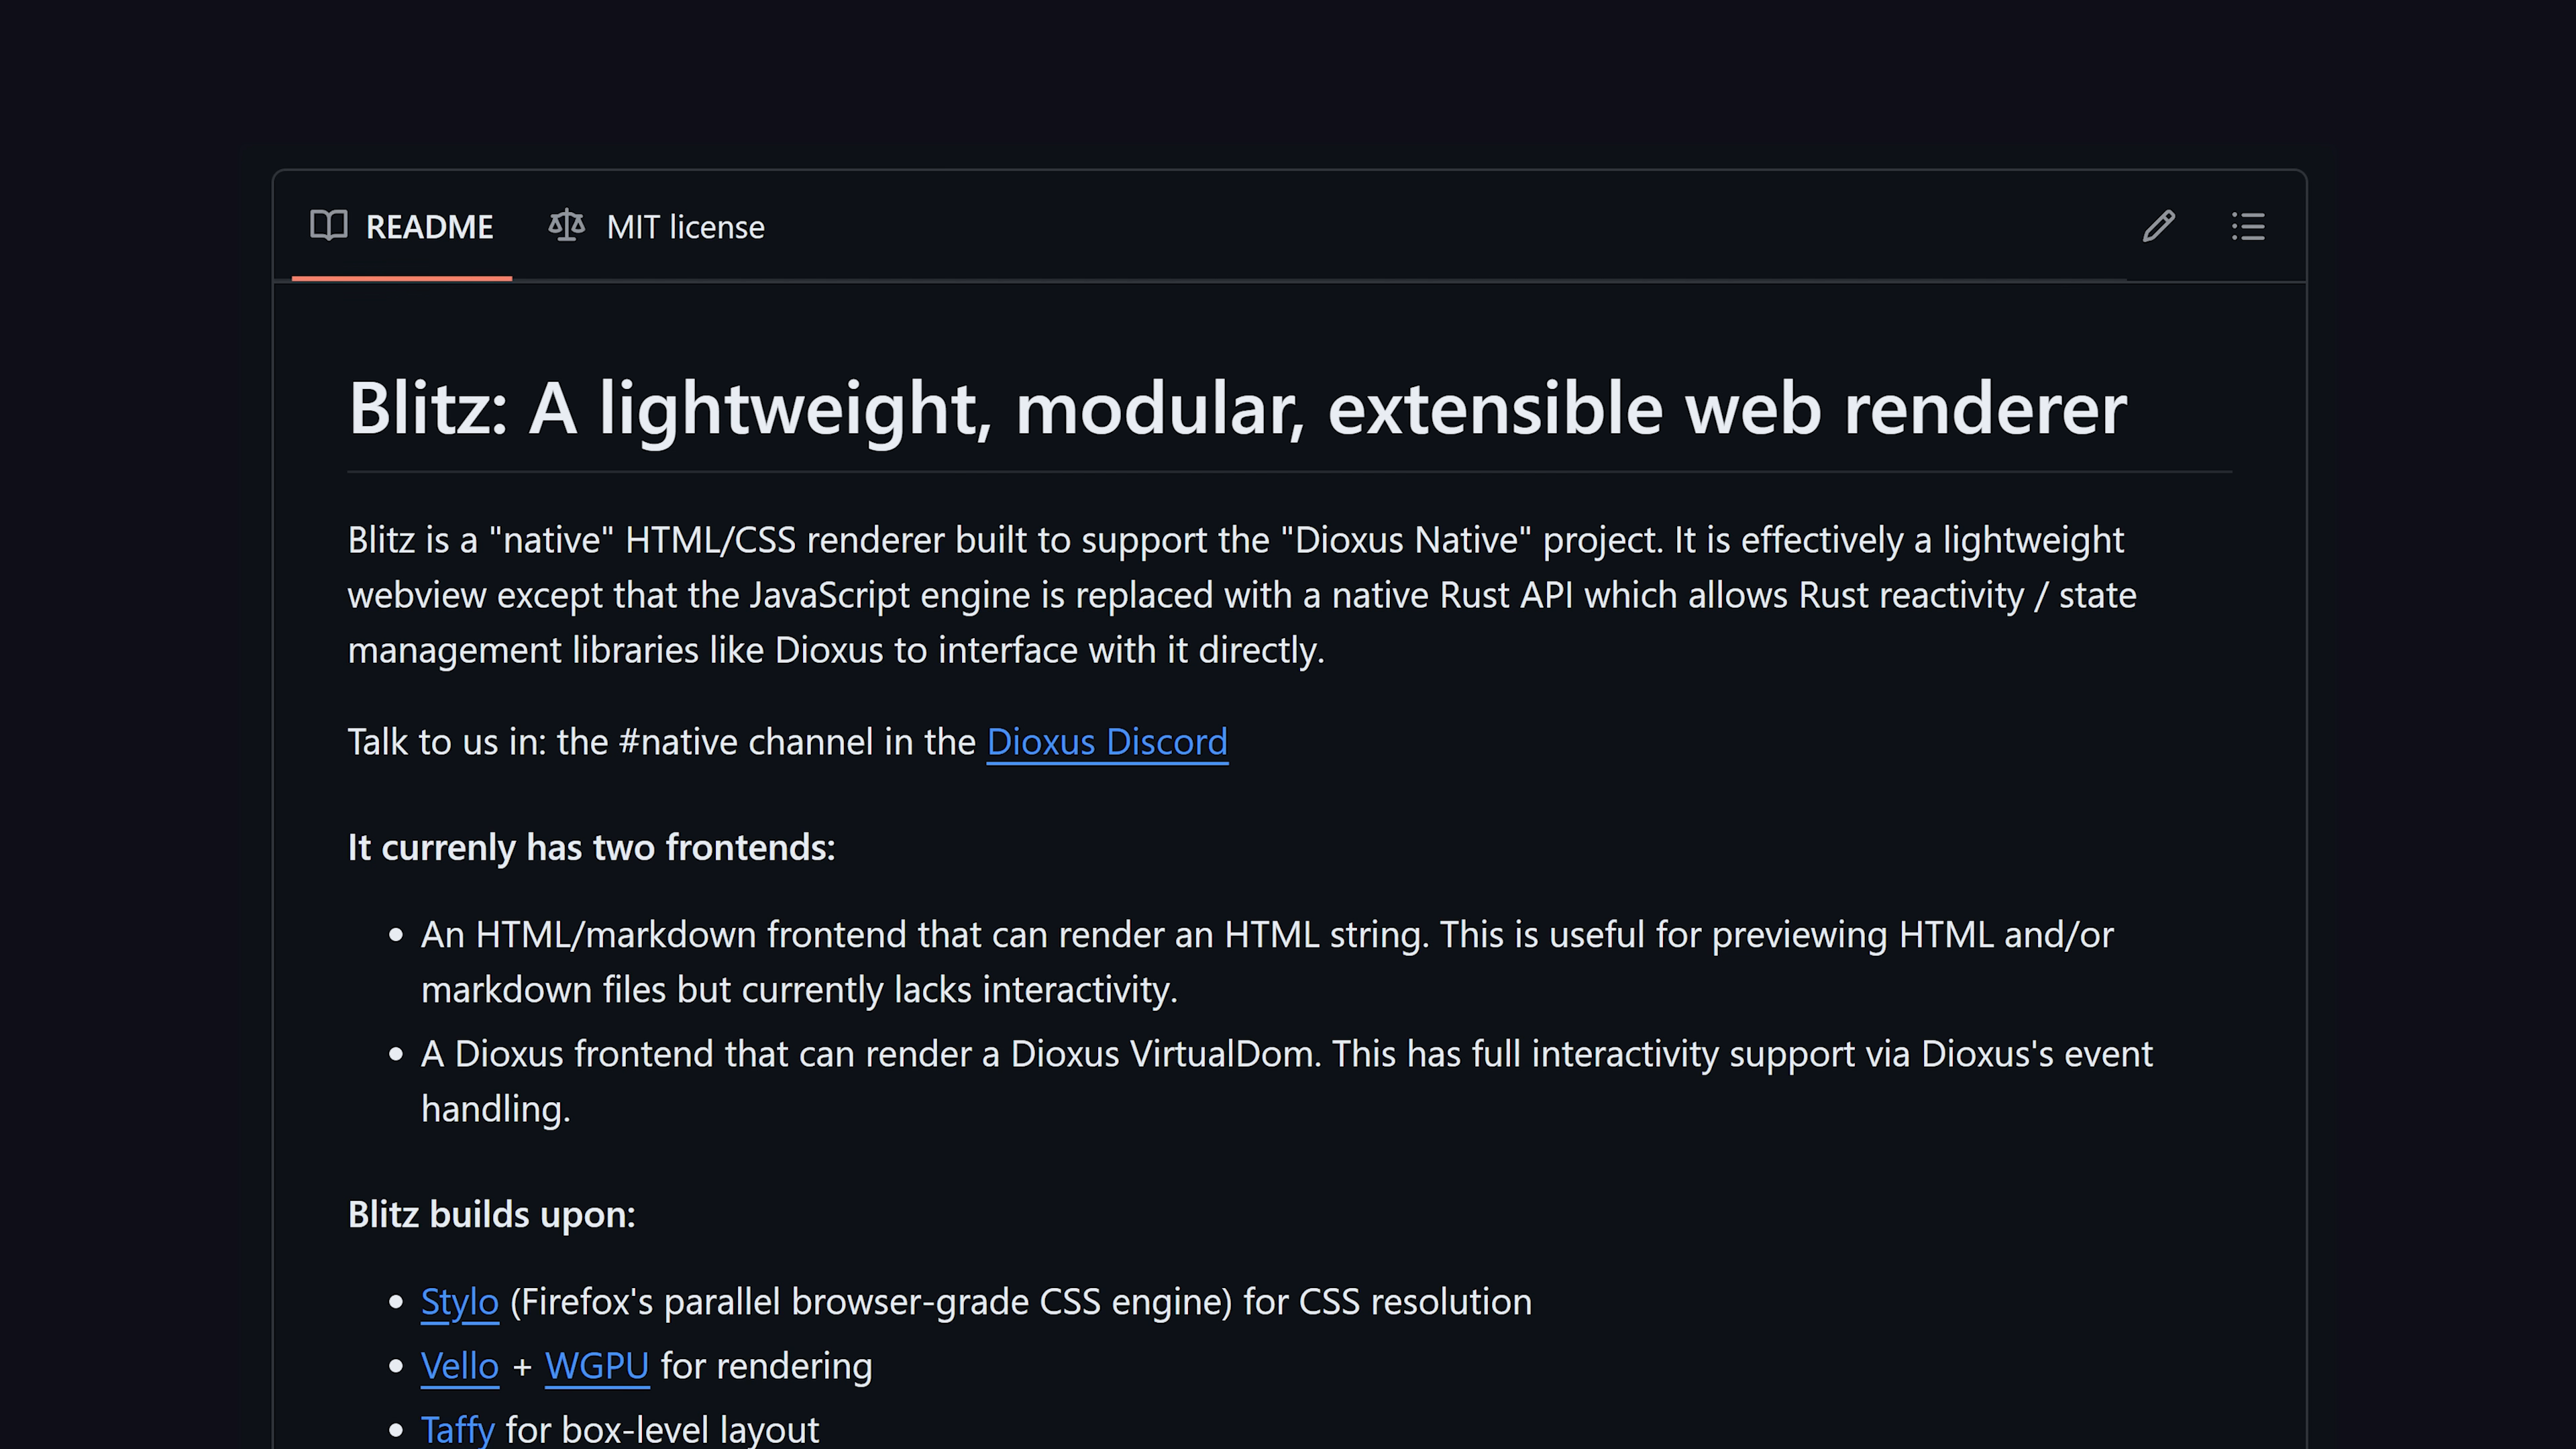 README MIT license
Blitz: A lightweight, modular, extensible web renderer
Blitz is a "native" HTML/CSS renderer built to support the "Dioxus Native" project. It is effectively a lightweight
webview except that the JavaScript engine is replaced with a native Rust API which allows Rust reactivity / state
management libraries like Dioxus to interface with it directly.
Talk to us in: the #native channel in the Dioxus Discord
It currenly has two frontends:
• An HTML/markdown frontend that can render an HTML string. This is useful for previewing HTML and/or
markdown files but currently lacks interactivity.
• A Dioxus frontend that can render a Dioxus VirtualDom. This has full interactivity support via Dioxus's event
handling.
Blitz builds upon:
• Stylo (Firefox's parallel browser-grade CSS engine) for CSS resolution
• Vello + WGPU for rendering
• Taffy for box-level layout